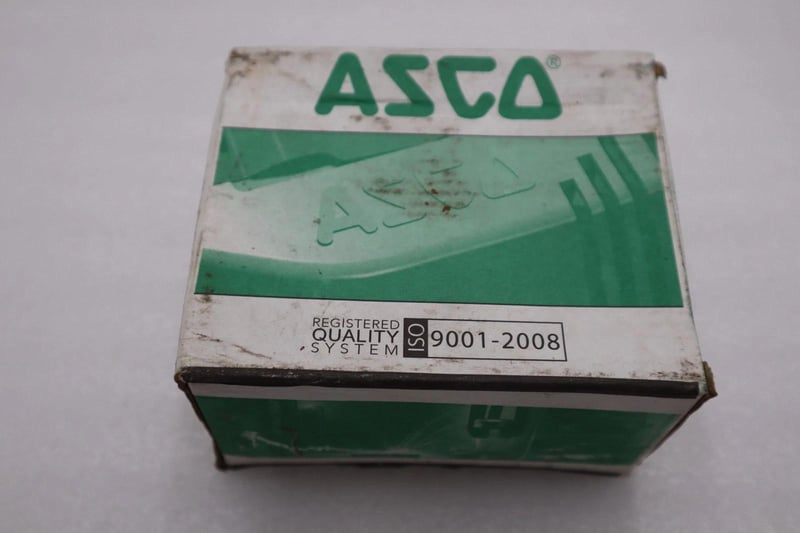 ASCO®
ASCO
REGISTERED
QUALITY
SYSTEM
ISO 9001-2008